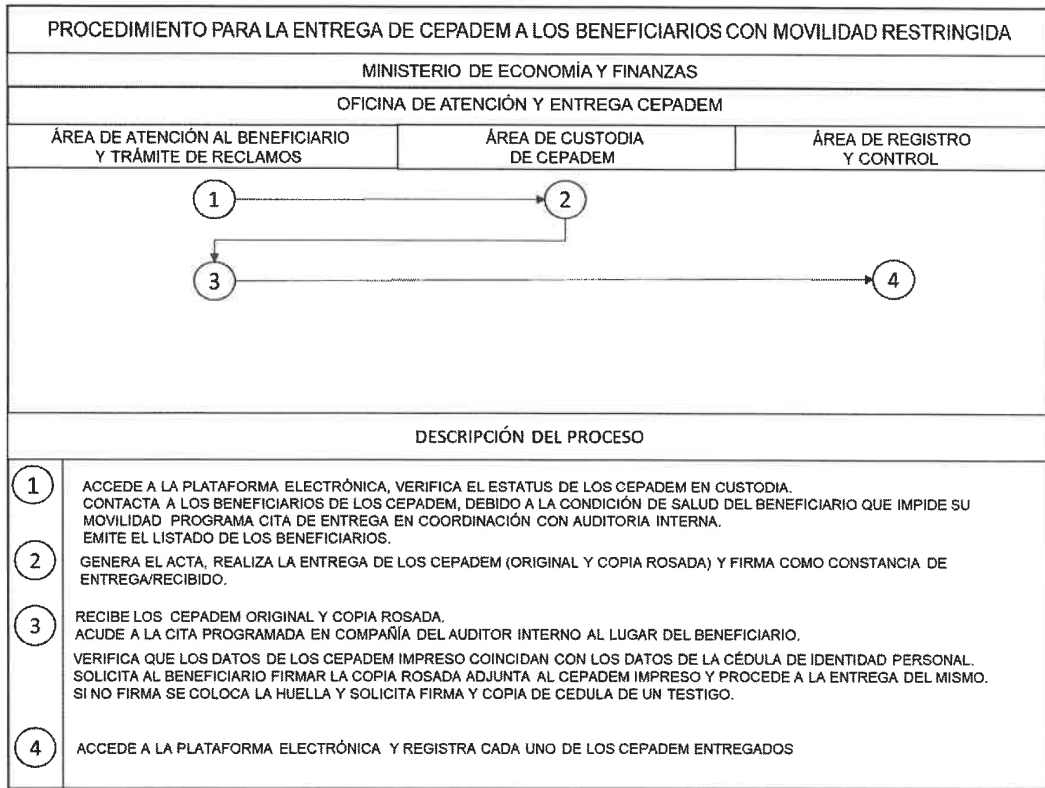 PROCEDIMIENTO PARA LA ENTREGA DE CEPADEM A LOS BENEFICIARIOS CON MOVILIDAD RESTRINGIDA
MINISTERIO DE ECONOMÍA Y FINANZAS
OFICINA DE ATENCIÓN Y ENTREGA CEPADEM
ÁREA DE ATENCIÓN AL BENEFICIARIO
Y TRÁMITE DE RECLAMOS
ÁREA DE CUSTODIA
DE CEPADEM
ÁREA DE REGISTRO
Y CONTROL
1
2
3
4
DESCRIPCIÓN DEL PROCESO
1
ACCEDE A LA PLATAFORMA ELECTRÓNICA, VERIFICA EL ESTATUS DE LOS CEPADEM EN CUSTODIA.
CONTACTA A LOS BENEFICIARIOS DE LOS CEPADEM, DEBIDO A LA CONDICIÓN DE SALUD DEL BENEFICIARIO QUE IMPIDE SU
MOVILIDAD PROGRAMA CITA DE ENTREGA EN COORDINACIÓN CON AUDITORIA INTERNA.
EMITE EL LISTADO DE LOS BENEFICIARIOS.
2
GENERA EL ACTA, REALIZA LA ENTREGA DE LOS CEPADEM (ORIGINAL Y COPIA ROSADA) Y FIRMA COMO CONSTANCIA DE
ENTREGA/RECIBIDO.
3
RECIBE LOS CEPADEM ORIGINAL Y COPIA ROSADA.
ACUDE A LA CITA PROGRAMADA EN COMPAÑÍA DEL AUDITOR INTERNO AL LUGAR DEL BENEFICIARIO.
VERIFICA QUE LOS DATOS DE LOS CEPADEM IMPRESO COINCIDAN CON LOS DATOS DE LA CÉDULA DE IDENTIDAD PERSONAL.
SOLICITA AL BENEFICIARIO FIRMAR LA COPIA ROSADA ADJUNTA AL CEPADEM IMPRESO Y PROCEDE A LA ENTREGA DEL MISMO.
SI NO FIRMA SE COLOCA LA HUELLA Y SOLICITA FIRMA Y COPIA DE CEDULA DE UN TESTIGO.
4
ACCEDE A LA PLATAFORMA ELECTRÓNICA Y REGISTRA CADA UNO DE LOS CEPADEM ENTREGADOS